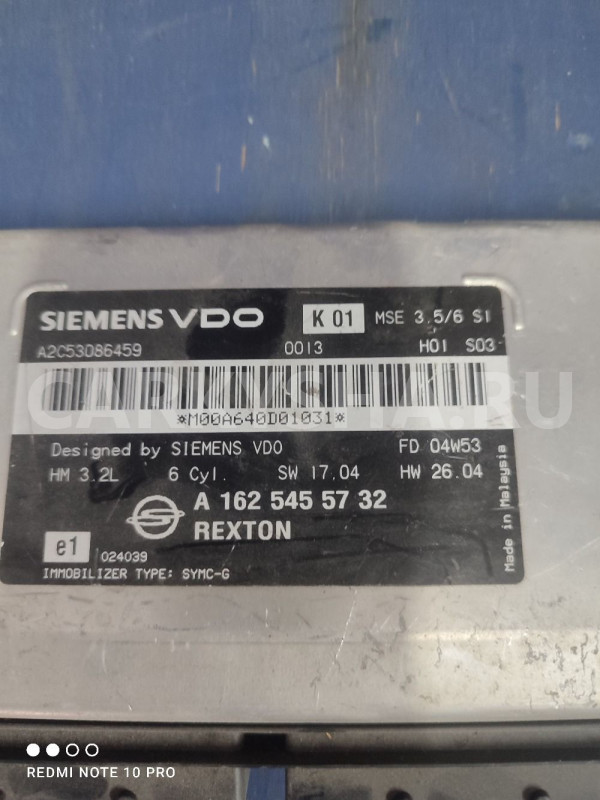 SIEMENS VDO K 01 MSE 3.5/6 SI
A2C53086459 0013 H01 S03
CARKYSHA.RU
*M00A640D01031*
Designed by SIEMENS VDO FD 04W53
HM 3.2L 6 Cyl. SW 17.04 HW 26.04
A 162 545 57 32
REXTON
e1 024039
IMMOBILIZER TYPE: SYMC-G
Made in Malaysia
REDMI NOTE 10 PRO